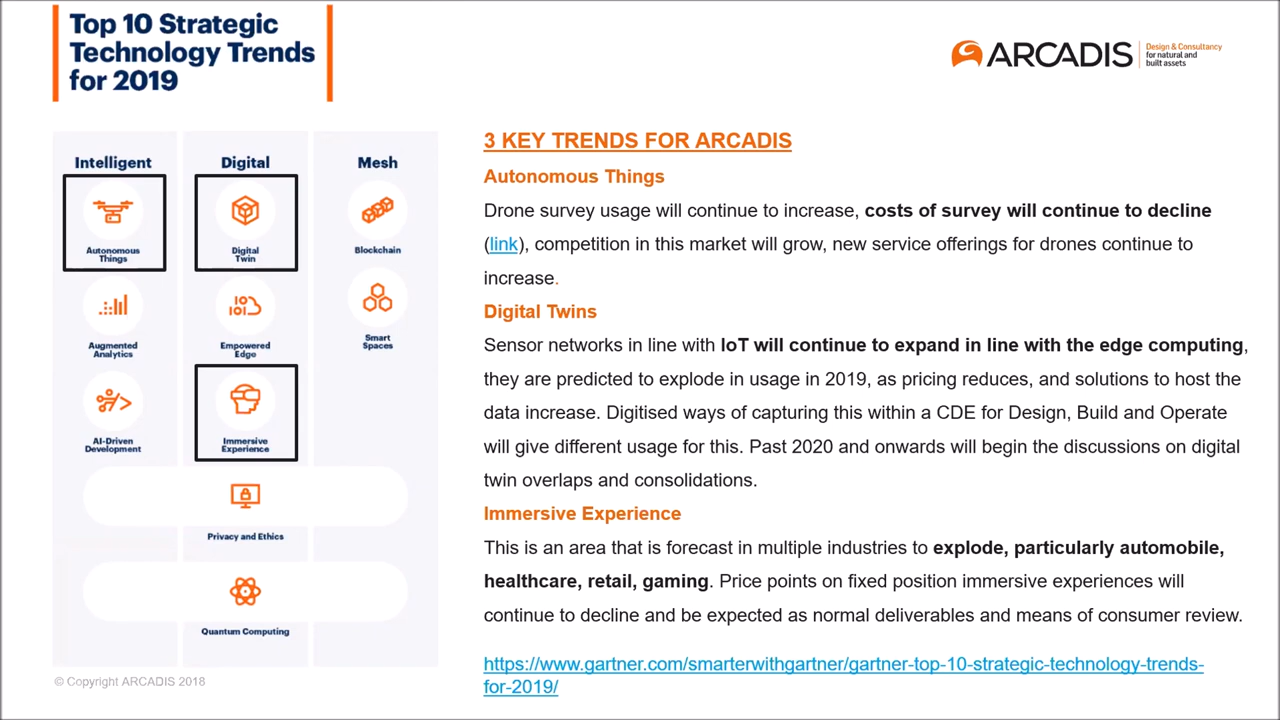 Top 10 Strategic
Technology Trends
for 2019
ARCADIS
Design & Consultancy
for natural and
built assets
Intelligent
Digital
Mesh
Autonomous
Things
Digital
Twin
Blockchain
Augmented
Analytics
Empowered
Edge
Smart
Spaces
AI-Driven
Development
Immersive
Experience
Privacy and Ethics
Quantum Computing
© Copyright ARCADIS 2018
3 KEY TRENDS FOR ARCADIS
Autonomous Things
Drone survey usage will continue to increase, costs of survey will continue to decline
(link), competition in this market will grow, new service offerings for drones continue to
increase.
Digital Twins
Sensor networks in line with IoT will continue to expand in line with the edge computing,
they are predicted to explode in usage in 2019, as pricing reduces, and solutions to host the
data increase. Digitised ways of capturing this within a CDE for Design, Build and Operate
will give different usage for this. Past 2020 and onwards will begin the discussions on digital
twin overlaps and consolidations.
Immersive Experience
This is an area that is forecast in multiple industries to explode, particularly automobile,
healthcare, retail, gaming. Price points on fixed position immersive experiences will
continue to decline and be expected as normal deliverables and means of consumer review.
https://www.gartner.com/smarterwithgartner/gartner-top-10-strategic-technology-trends-
for-2019/